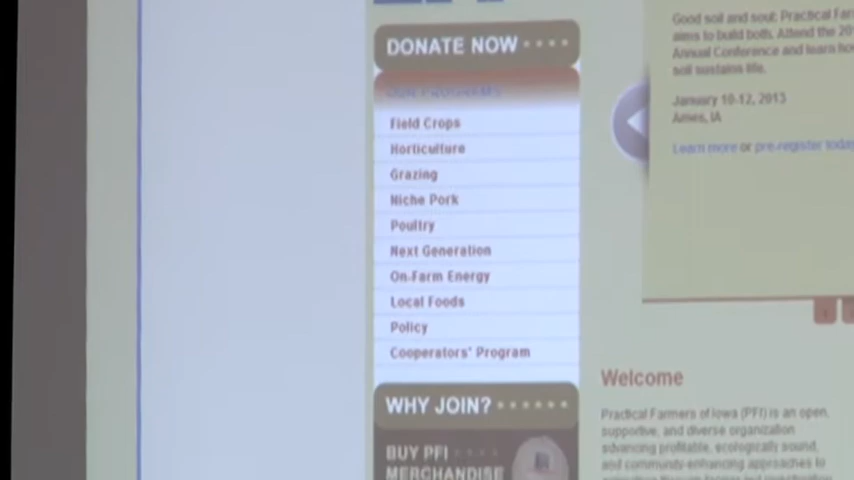 DONATE NOW
OUR PROGRAMS
Field Crops
Horticulture
Grazing
Niche Pork
Poultry
Next Generation
On-Farm Energy
Local Foods
Policy
Cooperators' Program
WHY JOIN?
BUY PFI
MERCHANDISE
Good soil and soul: Practical Far
aims to build both. Attend the 20
Annual Conference and learn ho
soil sustains life.
January 10-12, 2013
Ames, IA
Learn more or pre-register today
Welcome
Practical Farmers of Iowa (PFI) is an open,
supportive, and diverse organization
advancing profitable, ecologically sound,
and community-enhancing approaches to